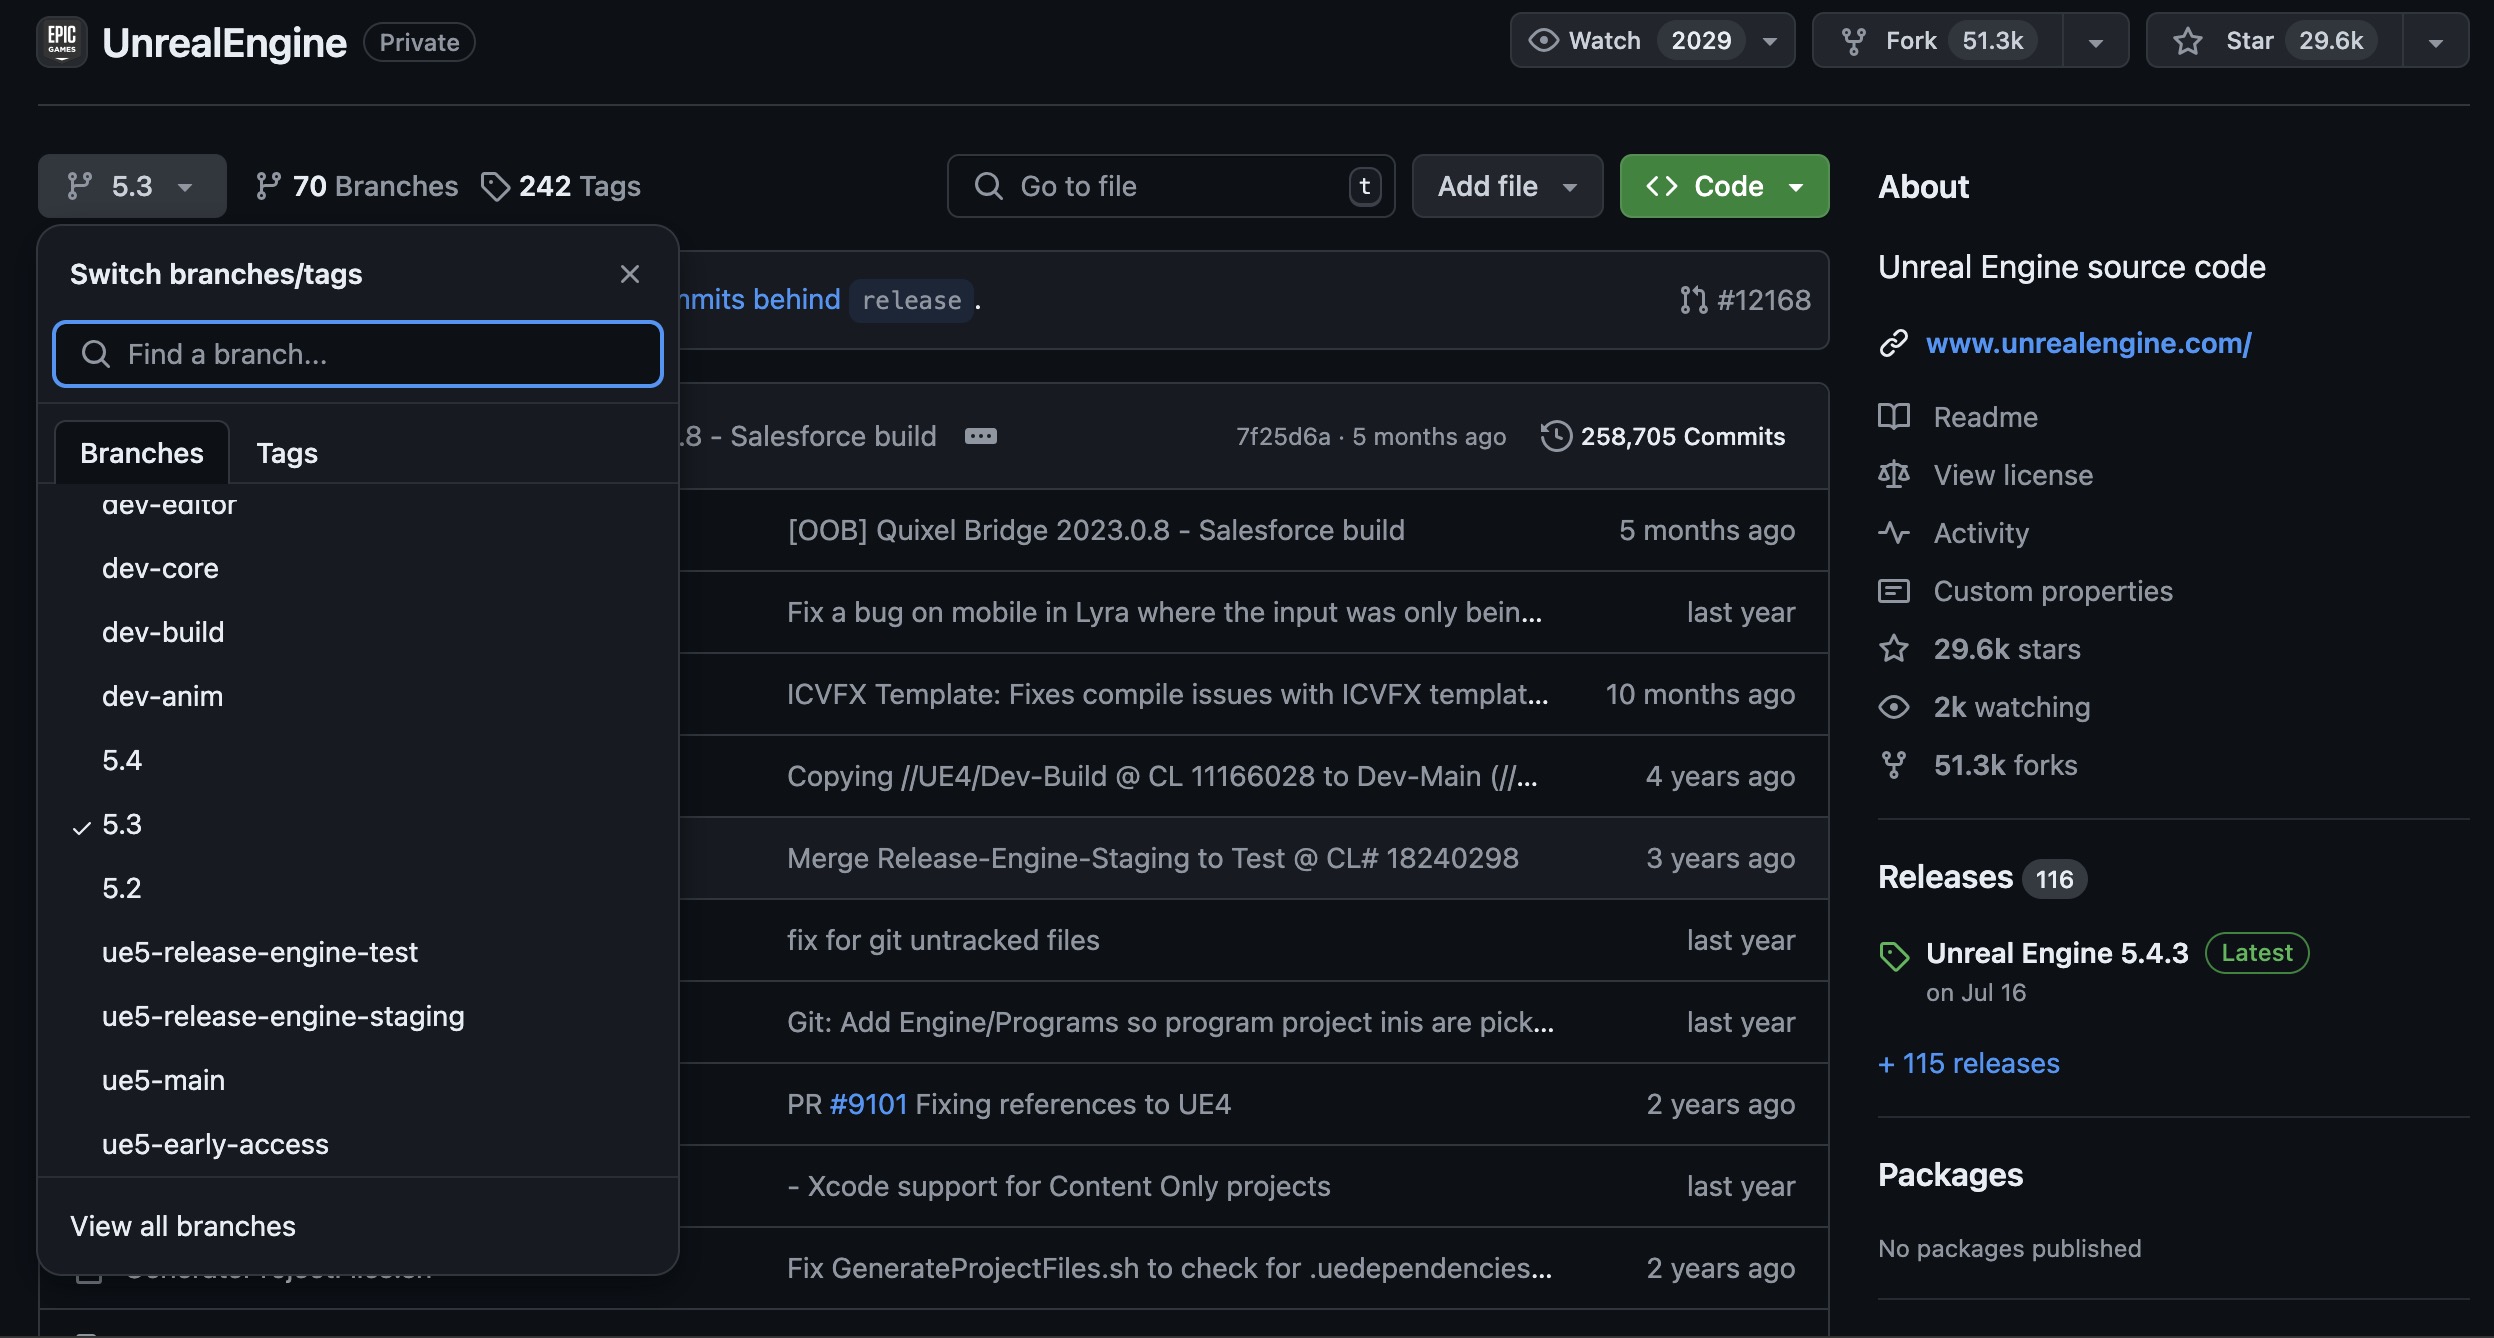 EPIC GAMES UnrealEngine Private Watch 2029 Fork 51.3k Star 29.6k
5.3 70 Branches 242 Tags Go to file t Add file Code
Switch branches/tags
Find a branch...
Branches Tags
dev-editor
dev-core
dev-build
dev-anim
5.4
5.3
5.2
ue5-release-engine-test
ue5-release-engine-staging
ue5-main
ue5-early-access
View all branches
mmits behind release . #12168
.8 - Salesforce build 7f25d6a · 5 months ago 258,705 Commits
[OOB] Quixel Bridge 2023.0.8 - Salesforce build 5 months ago
Fix a bug on mobile in Lyra where the input was only bein... last year
ICVFX Template: Fixes compile issues with ICVFX templat... 10 months ago
Copying //UE4/Dev-Build @ CL 11166028 to Dev-Main (//... 4 years ago
Merge Release-Engine-Staging to Test @ CL# 18240298 3 years ago
fix for git untracked files last year
Git: Add Engine/Programs so program project inis are pick... last year
PR #9101 Fixing references to UE4 2 years ago
- Xcode support for Content Only projects last year
Fix GenerateProjectFiles.sh to check for .uedependencies... 2 years ago
About
Unreal Engine source code
www.unrealengine.com/
Readme
View license
Activity
Custom properties
29.6k stars
2k watching
51.3k forks
Releases 116
Unreal Engine 5.4.3 Latest
on Jul 16
+ 115 releases
Packages
No packages published